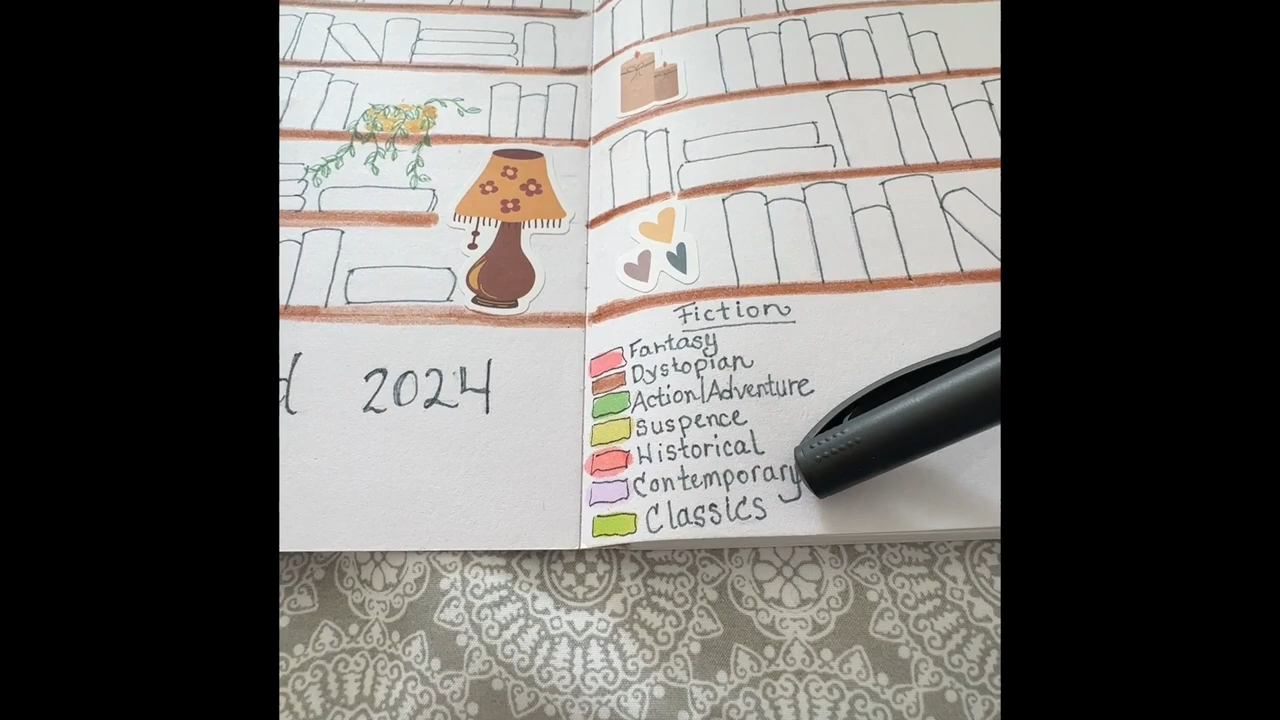 2024
Fiction
Fantasy
Dystopian
Action/Adventure
Suspence
Historical
Contemporary
Classics